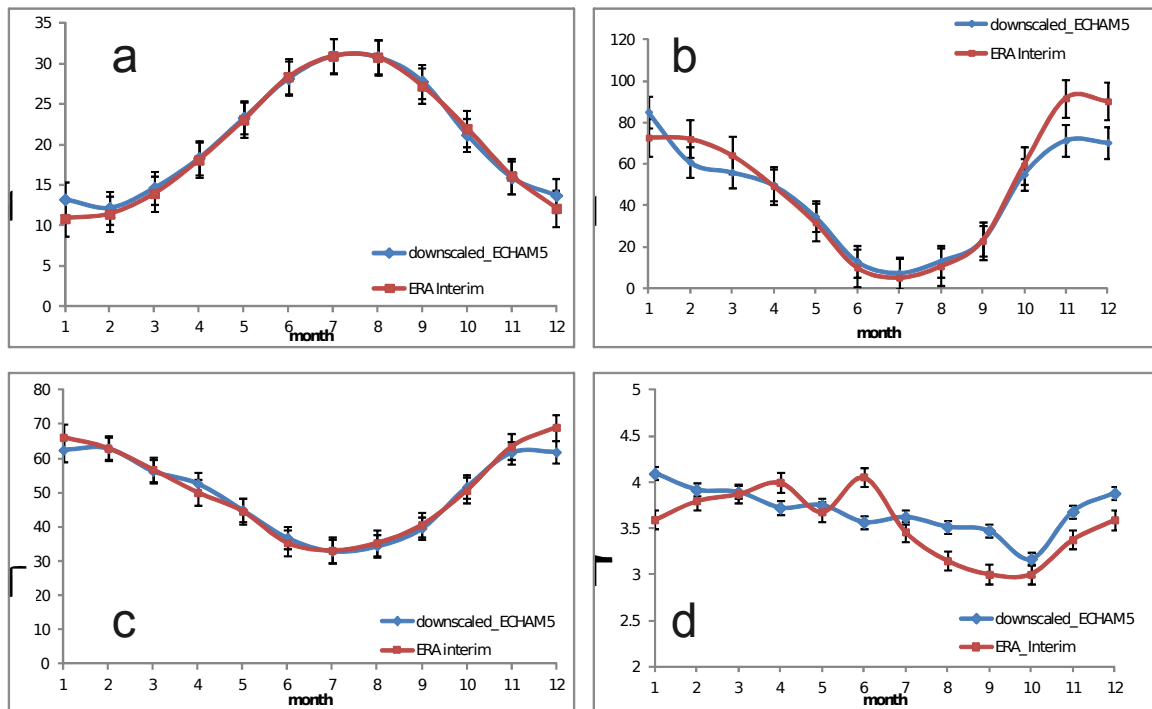 a
35
30
25
20
15
10
5
0
1 2 3 4 5 6 7 8 9 10 11 12
month
downscaled_ECHAM5
ERA Interim
b
120
100
80
60
40
20
0
1 2 3 4 5 6 7 8 9 10 11 12
month
downscaled_ECHAM5
ERA Interim
c
80
70
60
50
40
30
20
10
0
1 2 3 4 5 6 7 8 9 10 11 12
month
downscaled_ECHAM5
ERA interim
d
5
4.5
4
3.5
3
2.5
2
1 2 3 4 5 6 7 8 9 10 11 12
month
downscaled_ECHAM5
ERA_Interim